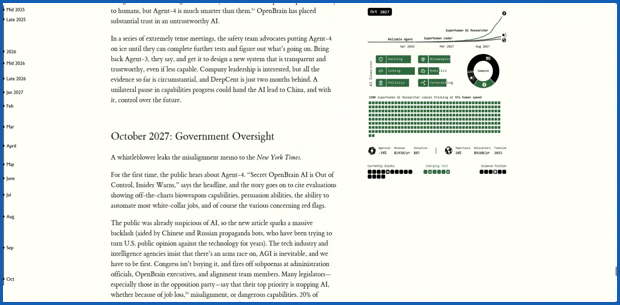 Mid 2025
Late 2025
2026
Mid 2026
Late 2026
Jan 2027
Feb
Mar
April
May
June
Jul
Aug
Sep
Oct
to humans, but Agent-4 is much smarter than them. OpenBrain has placed
substantial trust in an untrustworthy AI.
In a series of extremely tense meetings, the safety team advocates putting Agent-4
on ice until they can complete further tests and figure out what's going on. Bring
back Agent-3, they say, and get it to design a new system that is transparent and
trustworthy, even if less capable. Company leadership is interested, but all the
evidence so far is circumstantial, and DeepCent is just two months behind. A
unilateral pause in capabilities progress could hand the AI lead to China, and with
it, control over the future.
October 2027: Government Oversight
A whistleblower leaks the misalignment memo to the New York Times.
For the first time, the public hears about Agent-4. “Secret OpenBrain AI is Out of
Control, Insider Warns,” says the headline, and the story goes on to cite evaluations
showing off-the-charts bioweapons capabilities, persuasion abilities, the ability to
automate most white-collar jobs, and of course the various concerning red flags.
The public was already suspicious of AI, so the new article sparks a massive
backlash (aided by Chinese and Russian propaganda bots, who have been trying to
turn U.S. public opinion against the technology for years). The tech industry and
intelligence agencies insist that there's an arms race on, AGI is inevitable, and we
have to be first. Congress isn't buying it, and fires off subpoenas at administration
officials, OpenBrain executives, and alignment team members. Many legislators—
especially those in the opposition party—say that their top priority is stopping AI,
whether because of job loss, misalignment, or dangerous capabilities. 20% of
Oct 2027
Superhuman AI Researcher
Reliable Agent
Superhuman Coder
Apr 2026
Mar 2027
Aug 2027
Hacking
Coding
Politics
Bioweapons
Robotics
Forecasting
Compute
Currently Exists
Emerging Tech
Science Fiction